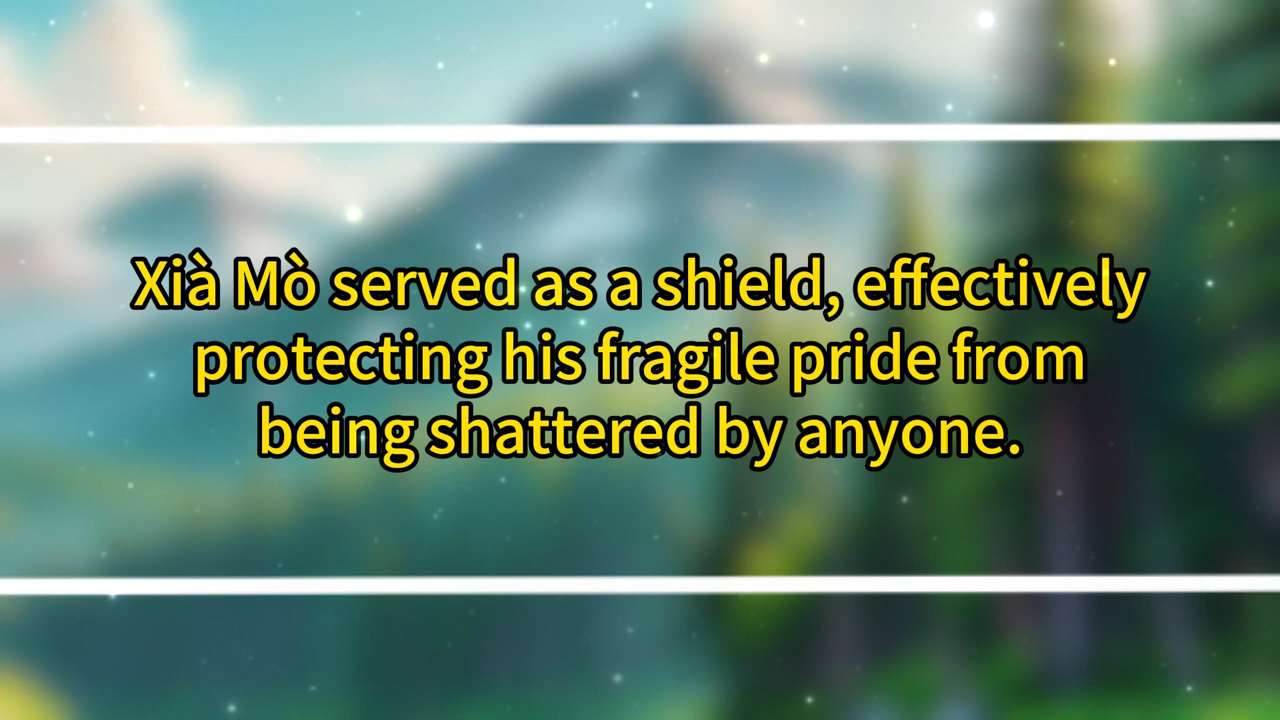 Xià Mò served as a shield, effectively
protecting his fragile pride from
being shattered by anyone.